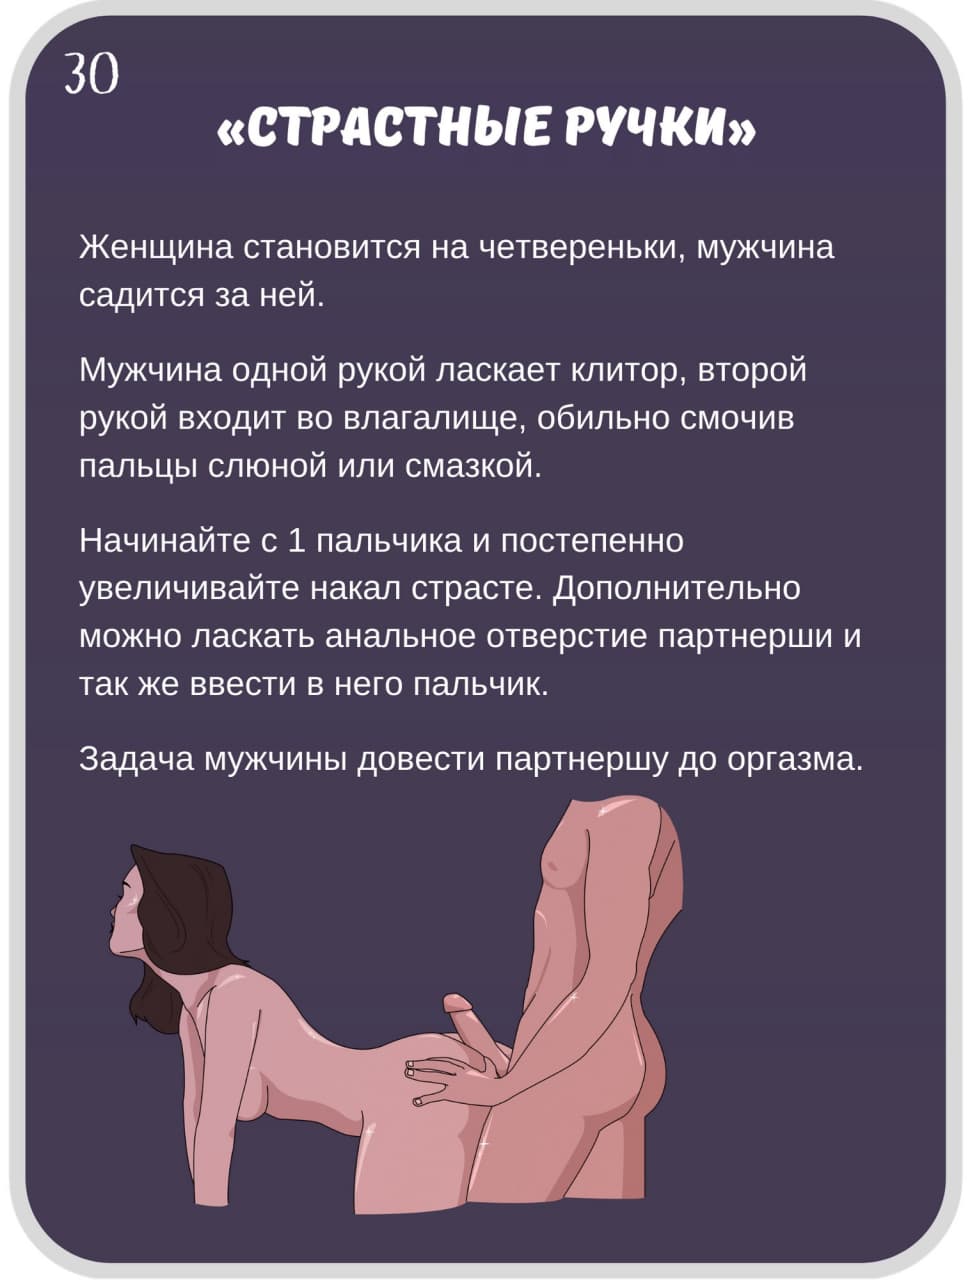 30
«СТРАСТНЫЕ РУЧКИ»
Женщина становится на четвереньки, мужчина
садится за ней.
Мужчина одной рукой ласкает клитор, второй
рукой входит во влагалище, обильно смочив
пальцы слюной или смазкой.
Начинайте с 1 пальчика и постепенно
увеличивайте накал страсте. Дополнительно
можно ласкать анальное отверстие партнерши и
так же ввести в него пальчик.
Задача мужчины довести партнершу до оргазма.